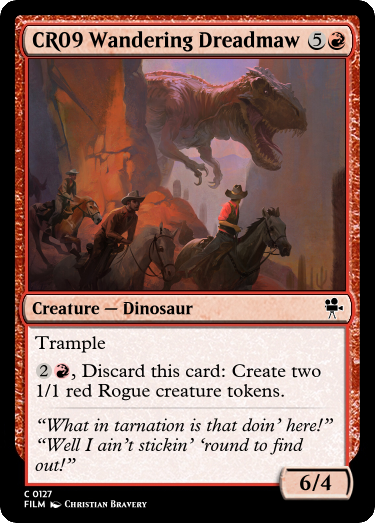 CR09 Wandering Dreadmaw 5
Creature — Dinosaur
Trample
2, Discard this card: Create two
1/1 red Rogue creature tokens.
“What in tarnation is that doin’ here!”
“Well I ain’t stickin’ ‘round to find
out!”
6/4
C 0127
FILM Christian Bravery